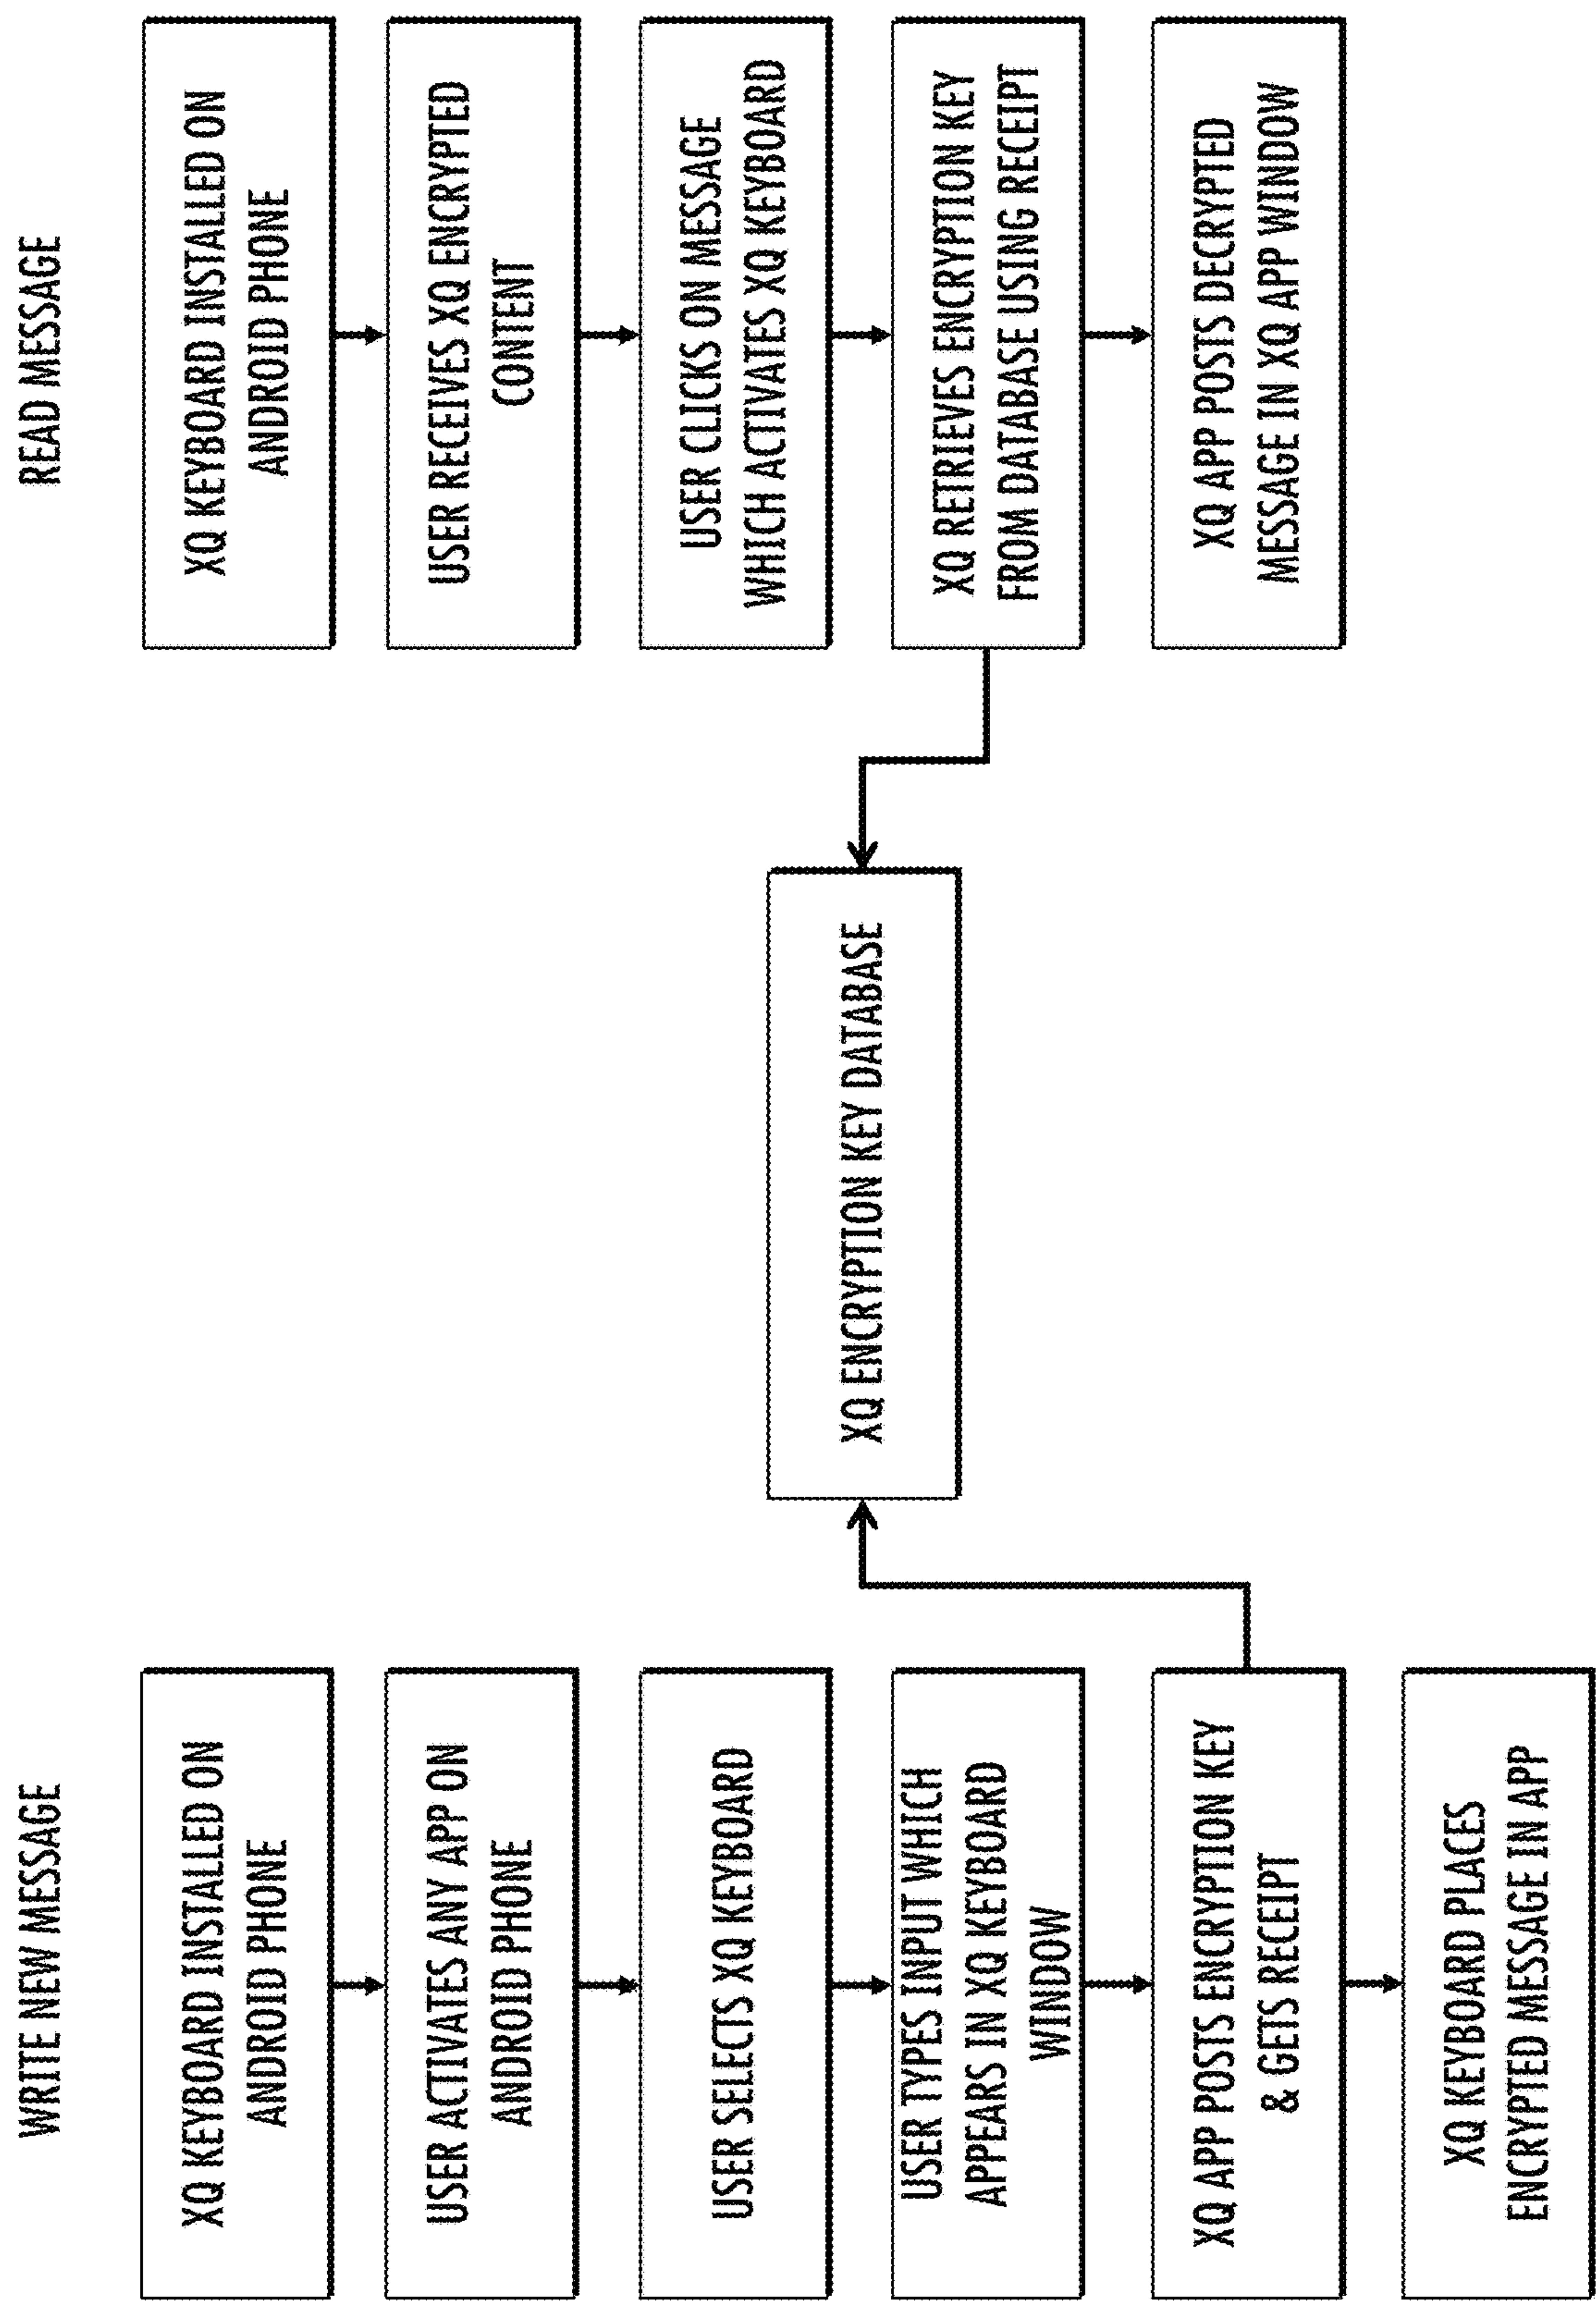 WRITE NEW MESSAGE
XQ KEYBOARD INSTALLED ON
ANDROID PHONE
USER ACTIVATES ANY APP ON
ANDROID PHONE
USER SELECTS XQ KEYBOARD
USER TYPES INPUT WHICH
APPEARS IN XQ KEYBOARD
WINDOW
XQ APP POSTS ENCRYPTION KEY
& GETS RECEIPT
XQ KEYBOARD PLACES
ENCRYPTED MESSAGE IN APP
XQ ENCRYPTION KEY DATABASE
READ MESSAGE
XQ KEYBOARD INSTALLED ON
ANDROID PHONE
USER RECEIVES XQ ENCRYPTED
CONTENT
USER CLICKS ON MESSAGE
WHICH ACTIVATES XQ KEYBOARD
XQ RETRIEVES ENCRYPTION KEY
FROM DATABASE USING RECEIPT
XQ APP POSTS DECRYPTED
MESSAGE IN XQ APP WINDOW